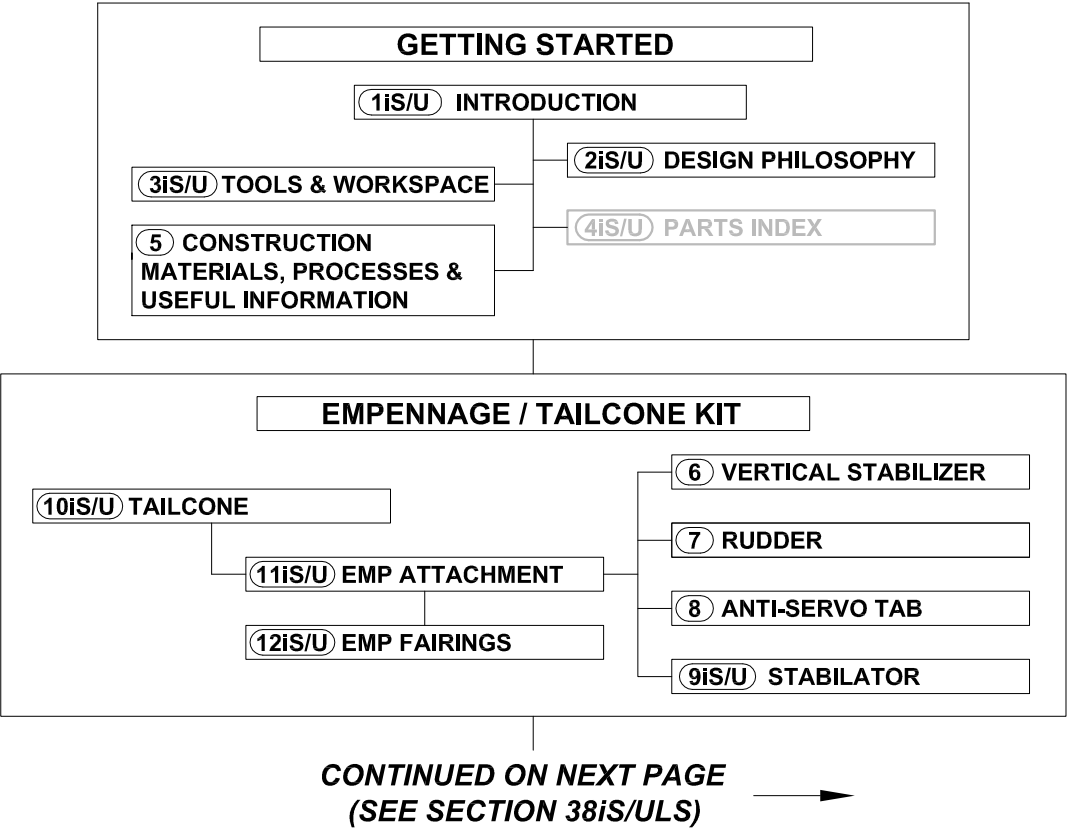 GETTING STARTED
1iS/U INTRODUCTION
2iS/U DESIGN PHILOSOPHY
3iS/U TOOLS & WORKSPACE
4iS/U PARTS INDEX
5 CONSTRUCTION
MATERIALS, PROCESSES &
USEFUL INFORMATION
EMPENNAGE / TAILCONE KIT
6 VERTICAL STABILIZER
10iS/U TAILCONE
7 RUDDER
11iS/U EMP ATTACHMENT
8 ANTI-SERVO TAB
12iS/U EMP FAIRINGS
9iS/U STABILATOR
CONTINUED ON NEXT PAGE
(SEE SECTION 38iS/ULS)